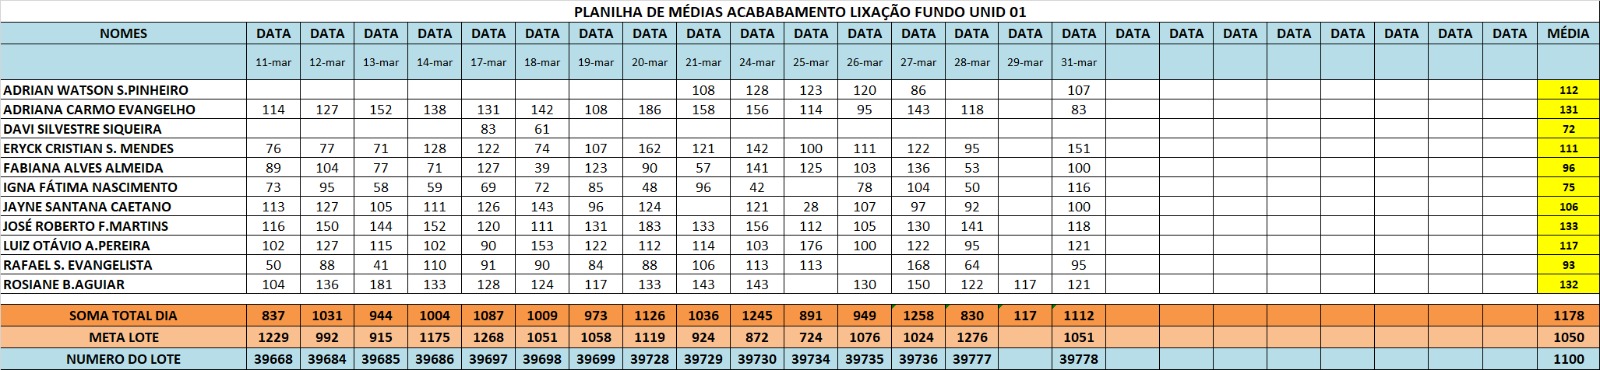 PLANILHA DE MÉDIAS ACABABAMENTO LIXAÇÃO FUNDO UNID 01
NOMES DATA DATA DATA DATA DATA DATA DATA DATA DATA DATA DATA DATA DATA DATA DATA DATA DATA DATA DATA DATA DATA DATA DATA DATA MÉDIA
11-mar 12-mar 13-mar 14-mar 17-mar 18-mar 19-mar 20-mar 21-mar 24-mar 25-mar 26-mar 27-mar 28-mar 29-mar 31-mar
ADRIAN WATSON S.PINHEIRO 108 128 123 120 86 107 112
ADRIANA CARMO EVANGELHO 114 127 152 138 131 142 108 186 158 156 114 95 143 118 83 131
DAVI SILVESTRE SIQUEIRA 83 61 72
ERYCK CRISTIAN S. MENDES 76 77 71 128 122 74 107 162 121 142 100 111 122 95 151 111
FABIANA ALVES ALMEIDA 89 104 77 71 127 39 123 90 57 141 125 103 136 53 100 96
IGNA FÁTIMA NASCIMENTO 73 95 58 59 69 72 85 48 96 42 78 104 50 116 75
JAYNE SANTANA CAETANO 113 127 105 111 126 143 96 124 121 28 107 97 92 100 106
JOSÉ ROBERTO F.MARTINS 116 150 144 152 120 111 131 183 133 156 112 105 130 141 118 133
LUIZ OTÁVIO A.PEREIRA 102 127 115 102 90 153 122 112 114 103 176 100 122 95 121 117
RAFAEL S. EVANGELISTA 50 88 41 110 91 90 84 88 106 113 113 168 64 95 93
ROSIANE B.AGUIAR 104 136 181 133 128 124 117 133 143 143 130 150 122 117 121 132
SOMA TOTAL DIA 837 1031 944 1004 1087 1009 973 1126 1036 1245 891 949 1258 830 117 1112 1178
META LOTE 1229 992 915 1175 1268 1051 1058 1119 924 872 724 1076 1024 1276 1051 1050
NUMERO DO LOTE 39668 39684 39685 39686 39697 39698 39699 39728 39729 39730 39734 39735 39736 39777 39778 1100